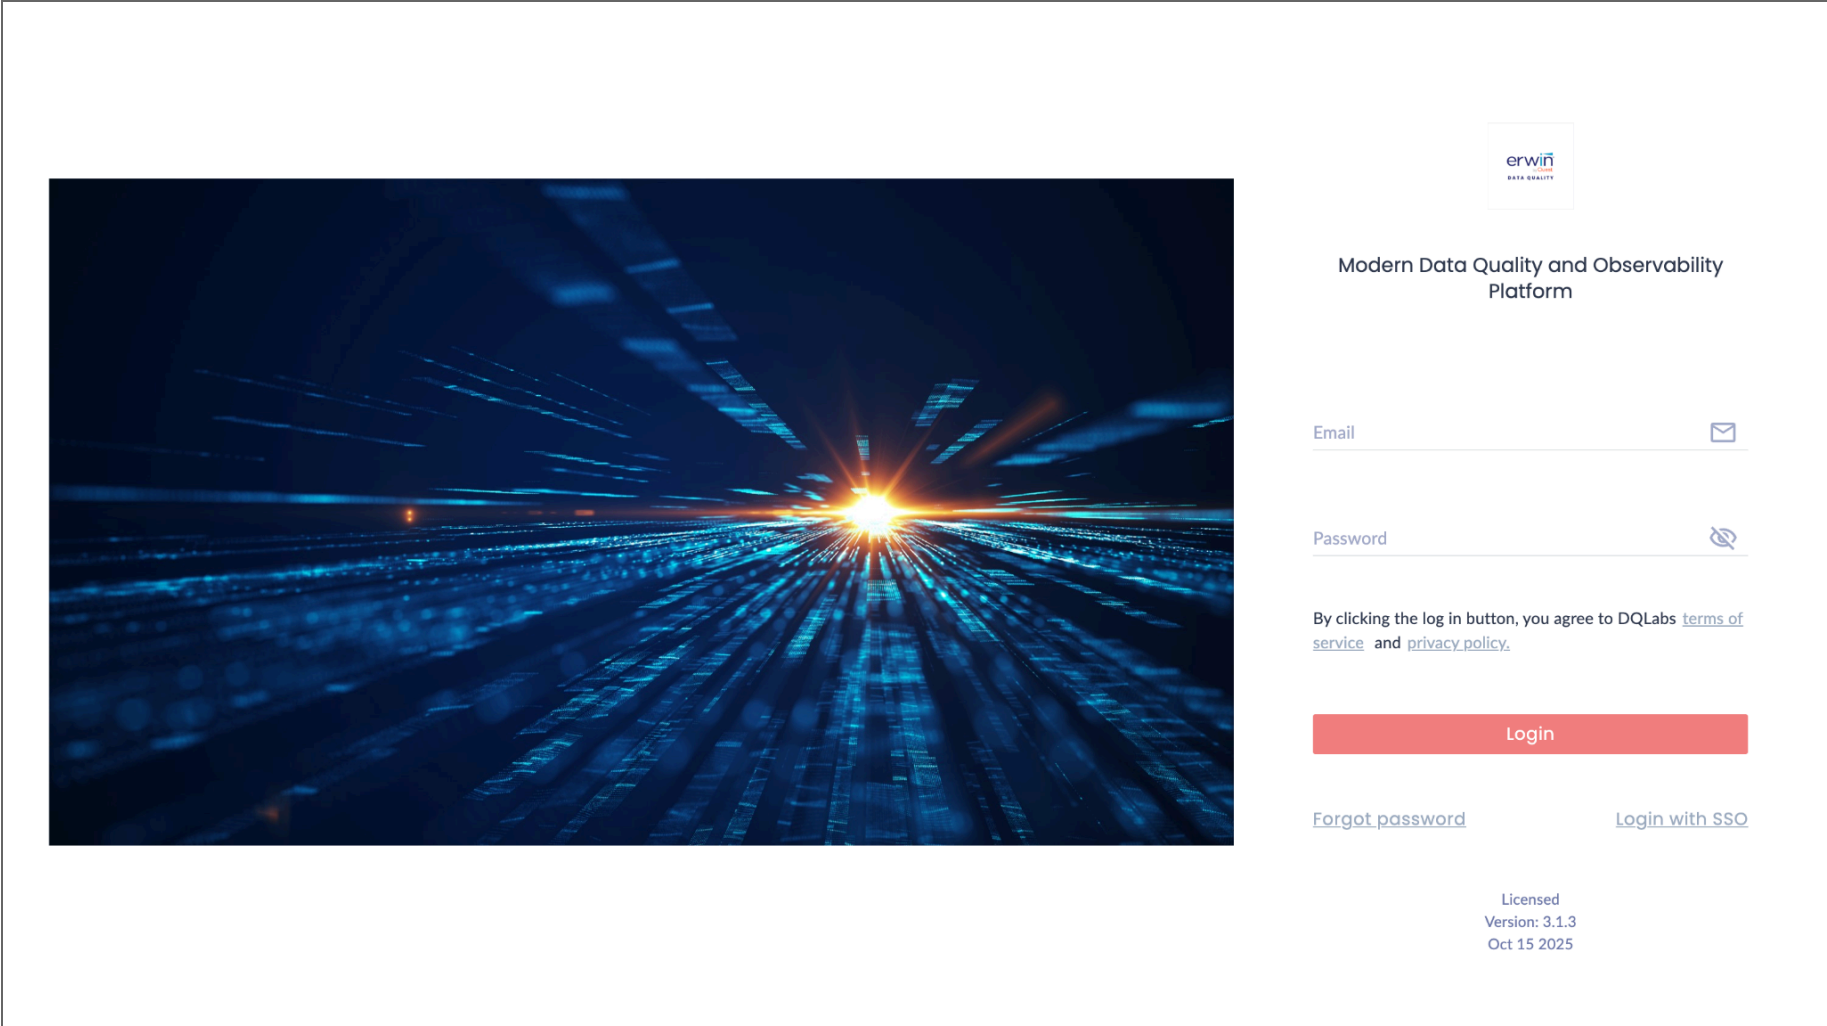 erwin
by Quest
DATA QUALITY
Modern Data Quality and Observability
Platform
Email
Password
By clicking the log in button, you agree to DQLabs terms of
service and privacy policy.
Login
Forgot password
Login with SSO
Licensed
Version: 3.1.3
Oct 15 2025